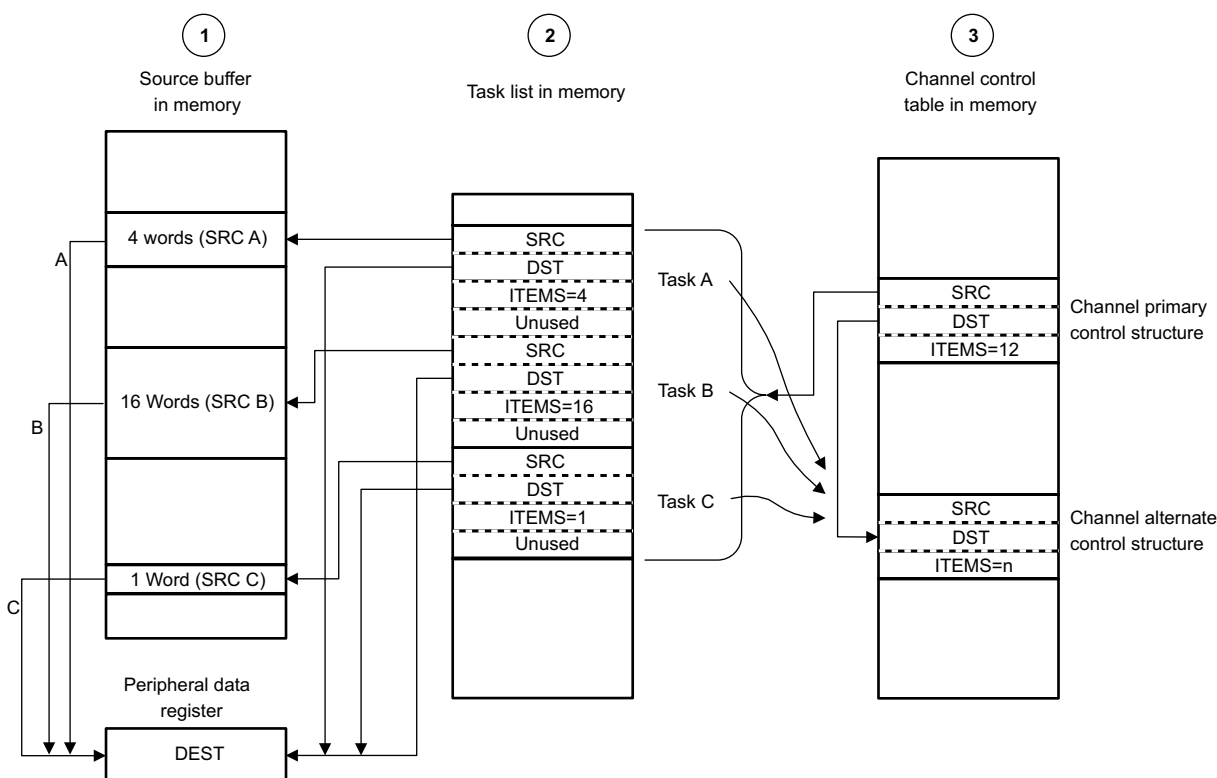 1
Source buffer
in memory
4 words (SRC A)
16 Words (SRC B)
1 Word (SRC C)
A
B
C
Peripheral data
register
DEST
2
Task list in memory
SRC
DST
ITEMS=4
Unused
SRC
DST
ITEMS=16
Unused
SRC
DST
ITEMS=1
Unused
Task A
Task B
Task C
3
Channel control
table in memory
SRC
DST
ITEMS=12
Channel primary
control structure
SRC
DST
ITEMS=n
Channel alternate
control structure